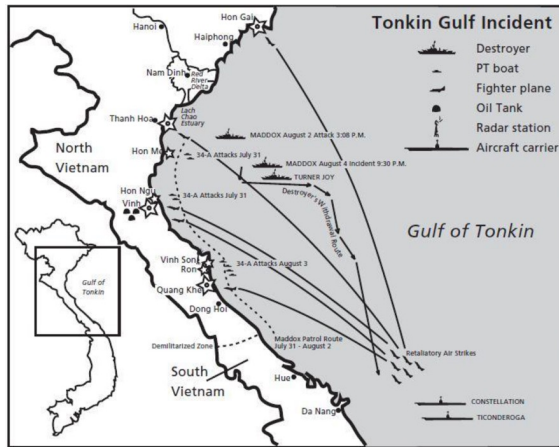 Tonkin Gulf Incident
Destroyer
PT boat
Fighter plane
Oil Tank
Radar station
Aircraft carrier
Hon Gai
Hanoi
Haiphong
Nam Dinh
Red
River
Delta
Lach
Chao
Estuary
Thanh Hoa
North
Vietnam
MADDOX August 2 Attack 3:08 P.M.
Hon Me
34-A Attacks July 31
MADDOX August 4 Incident 9:30 P.M.
TURNER JOY
Destroyer's Withdrawal Route
Hon Ngu
34-A Attacks July 31
Vinh
Gulf of Tonkin
Gulf of
Tonkin
Vinh Son
Ron
34-A Attacks August 3
Quang Khe
Dong Hoi
Maddox Patrol Route
July 31 - August 2
Demilitarized Zone
Retaliatory Air Strikes
South
Vietnam
Hue
Da Nang
CONSTELLATION
TICONDEROGA